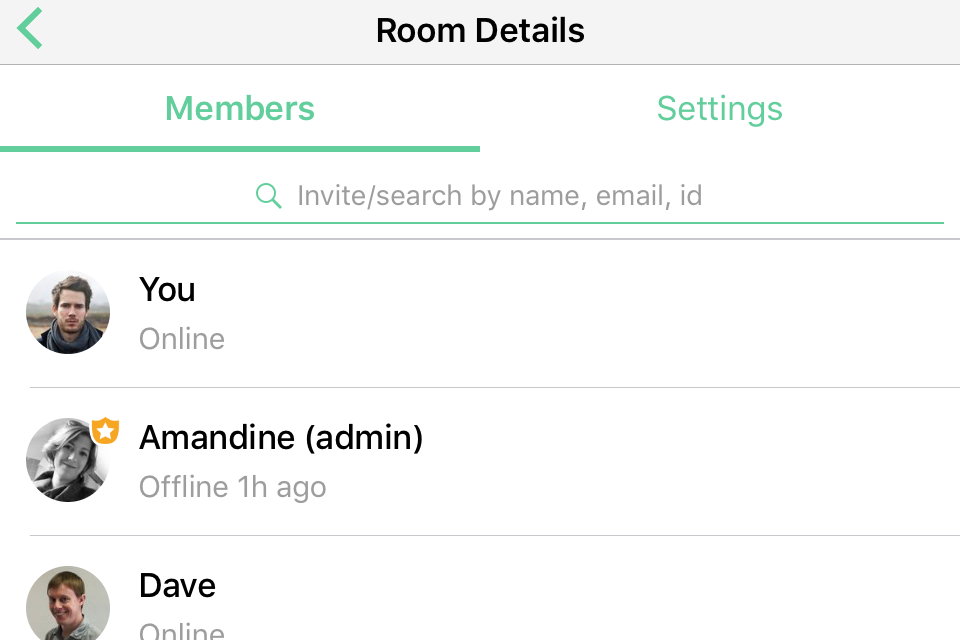 Room Details
Members
Settings
Invite/search by name, email, id
You
Online
Amandine (admin)
Offline 1h ago
Dave
Online